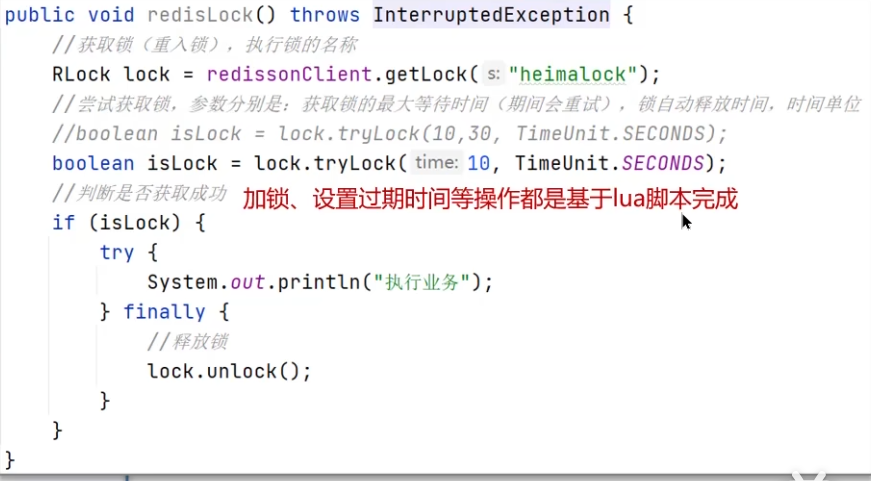 public void redisLock() throws InterruptedException {
//获取锁（重入锁），执行锁的名称
RLock lock = redissonClient.getLock( s: "heimalock");
//尝试获取锁，参数分别是：获取锁的最大等待时间（期间会重试），锁自动释放时间，时间单位
//boolean isLock = lock.tryLock(10,30, TimeUnit.SECONDS);
boolean isLock = lock.tryLock( time: 10, TimeUnit.SECONDS);
//判断是否获取成功
加锁、设置过期时间等操作都是基于lua脚本完成
if (isLock) {
try {
System.out.println("执行业务");
} finally {
//释放锁
lock.unlock();
}
}
}